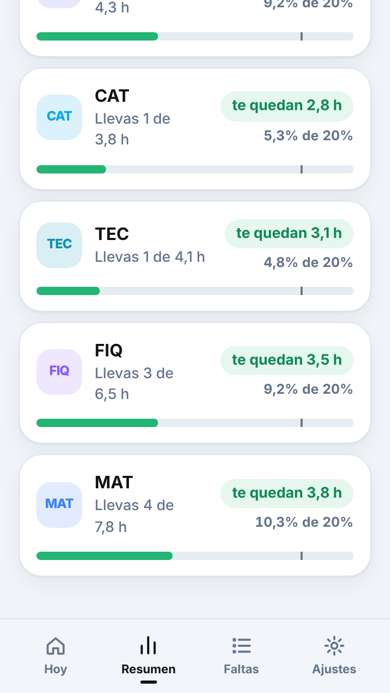 4,3 h
9,2% de 20%
CAT
CAT
te quedan 2,8 h
Llevas 1 de
3,8 h
5,3% de 20%
TEC
TEC
te quedan 3,1 h
Llevas 1 de 4,1 h
4,8% de 20%
FIQ
FIQ
te quedan 3,5 h
Llevas 3 de
6,5 h
9,2% de 20%
MAT
MAT
te quedan 3,8 h
Llevas 4 de
7,8 h
10,3% de 20%
Hoy
Resumen
Faltas
Ajustes